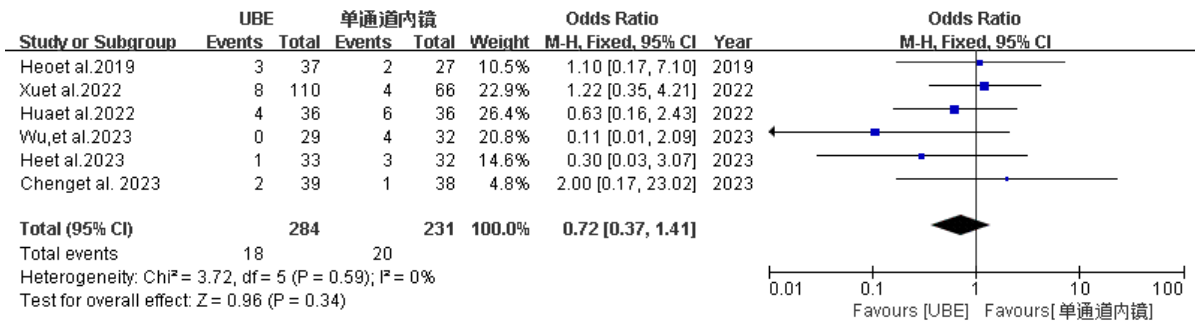 UBE 单通道内镜 Odds Ratio Odds Ratio
Study or Subgroup Events Total Events Total Weight M-H, Fixed, 95% CI Year M-H, Fixed, 95% CI
Heoet al.2019 3 37 2 27 10.5% 1.10 [0.17, 7.10] 2019
Xuet al.2022 8 110 4 66 22.9% 1.22 [0.35, 4.21] 2022
Huaet al.2022 4 36 6 36 26.4% 0.63 [0.16, 2.43] 2022
Wu,et al.2023 0 29 4 32 20.8% 0.11 [0.01, 2.09] 2023
Heet al.2023 1 33 3 32 14.6% 0.30 [0.03, 3.07] 2023
Chenget al. 2023 2 39 1 38 4.8% 2.00 [0.17, 23.02] 2023
Total (95% CI) 284 231 100.0% 0.72 [0.37, 1.41]
Total events 18 20
Heterogeneity: Chi² = 3.72, df = 5 (P = 0.59); I² = 0%
Test for overall effect: Z = 0.96 (P = 0.34)
0.01 0.1 1 10 100
Favours [UBE] Favours[单通道内镜]